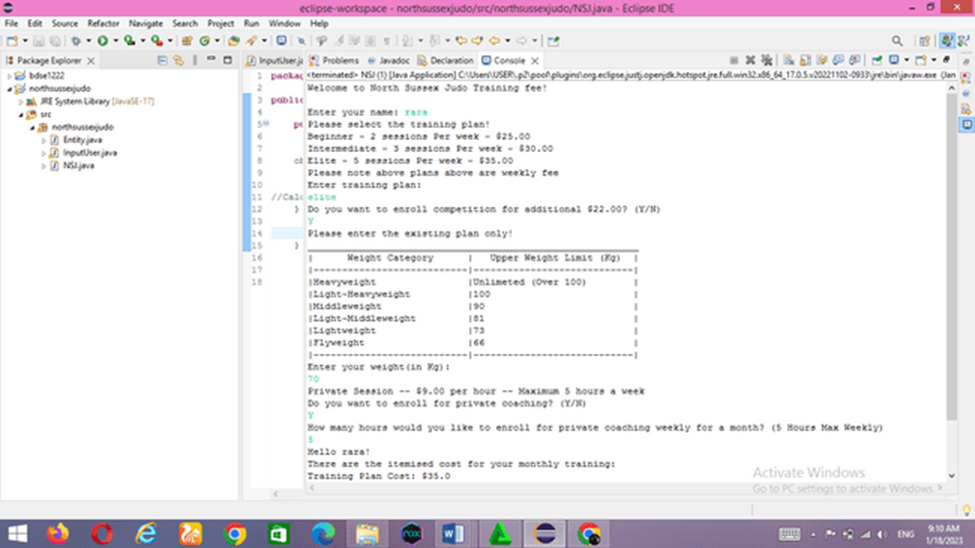 eclipse-workspace - northsussexjudo/src/northsussexjudo/NSJ.java - Eclipse IDE
File Edit Source Refactor Navigate Search Project Run Window Help
Package Explorer
bdse1222
northsussexjudo
JRE System Library [JavaSE-17]
src
northsussexjudo
Entity.java
InputUser.java
NSJ.java
InputUser.ja
Problems Javadoc Declaration Console
<terminated> NSJ (1) [Java Application] C:\Users\USER\.p2\pool\plugins\org.eclipse.justj.openjdk.hotspot.jre.full.win32.x86_64_17.0.5.v20221102-0933\jre\bin\javaw.exe (Jan
1 packag
2
3 public
4
5 pu
6
7
8 ob
9
10
11 //Calc
12 }
13
14
15 }
16
17
18
Welcome to North Sussex Judo Training fee!
Enter your name: rara
Please select the training plan!
Beginner - 2 sessions Per week - $25.00
Intermediate - 3 sessions Per week - $30.00
Elite - 5 sessions Per week - $35.00
Please note above plans above are weekly fee
Enter training plan:
elite
Do you want to enroll competition for additional $22.00? (Y/N)
Y
Please enter the existing plan only!
| Weight Category | Upper Weight Limit (Kg) |
|Heavyweight |Unlimeted (Over 100) |
|Light-Heavyweight |100 |
|Middleweight |90 |
|Light-Middleweight |81 |
|Lightweight |73 |
|Flyweight |66 |
Enter your weight(in Kg):
70
Private Session -- $9.00 per hour -- Maximum 5 hours a week
Do you want to enroll for private coaching? (Y/N)
Y
How many hours would you like to enroll for private coaching weekly for a month? (5 Hours Max Weekly)
5
Hello rara!
There are the itemised cost for your monthly training:
Training Plan Cost: $35.0
Activate Windows
Go to PC settings to activate Windows.
ENG
9:10 AM
1/18/2023